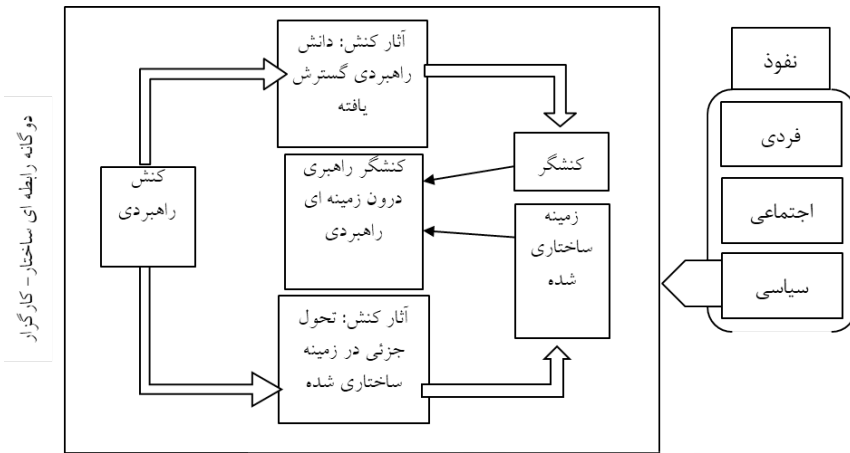 نفوذ
فردی
اجتماعی
سیاسی
آثار کنش: دانش
راهبردی گسترش
یافته
کنشگر
کنشگر راهبری
درون زمینه ای
راهبردی
زمینه
ساختاری
شده
کنش
راهبردی
آثار کنش: تحول
جزئی در زمینه
ساختاری شده
دوگانه رابطه ای ساختار- کارگزار